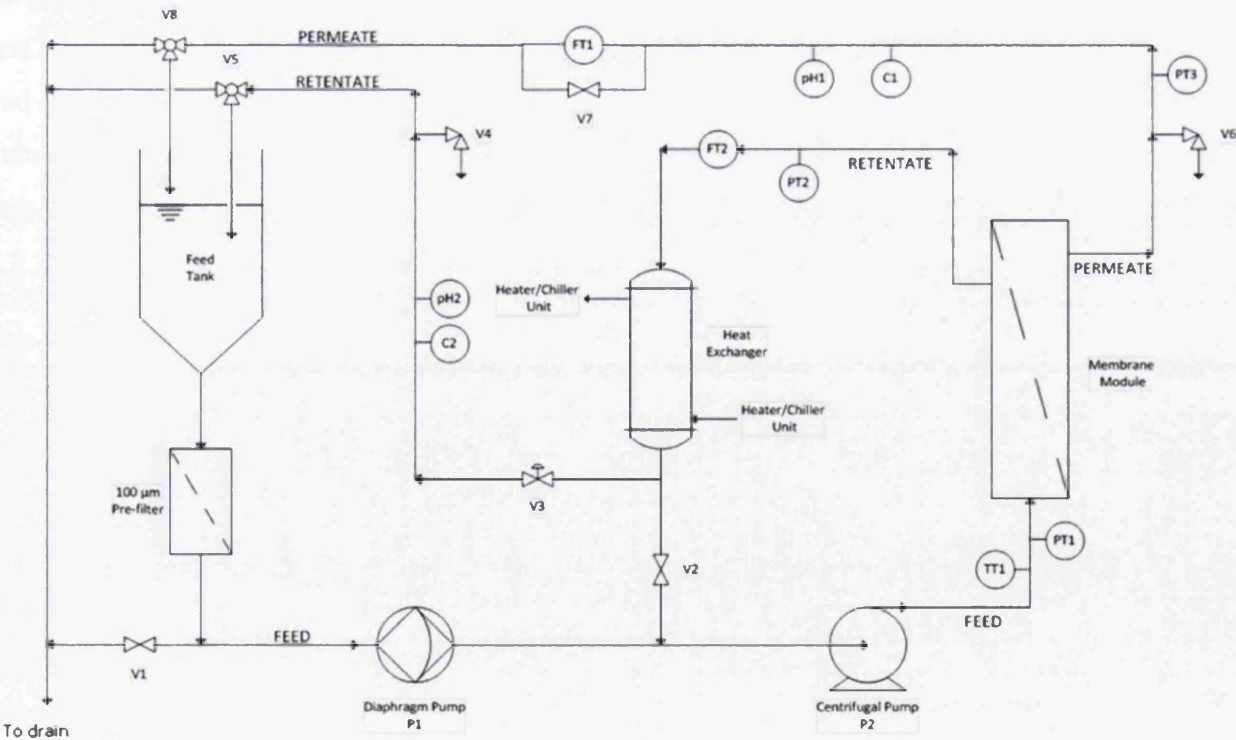 V8
PERMEATE
FT1
V5
RETENTATE
V7
pH1
C1
PT3
V4
V6
FT2
PT2
RETENTATE
Feed
Tank
PERMEATE
pH2
C2
Heater/Chiller
Unit
Heat
Exchanger
Membrane
Module
Heater/Chiller
Unit
100 µm
Pre-filter
V3
V2
PT1
TT1
FEED
FEED
V1
Diaphragm Pump
P1
Centrifugal Pump
P2
To drain